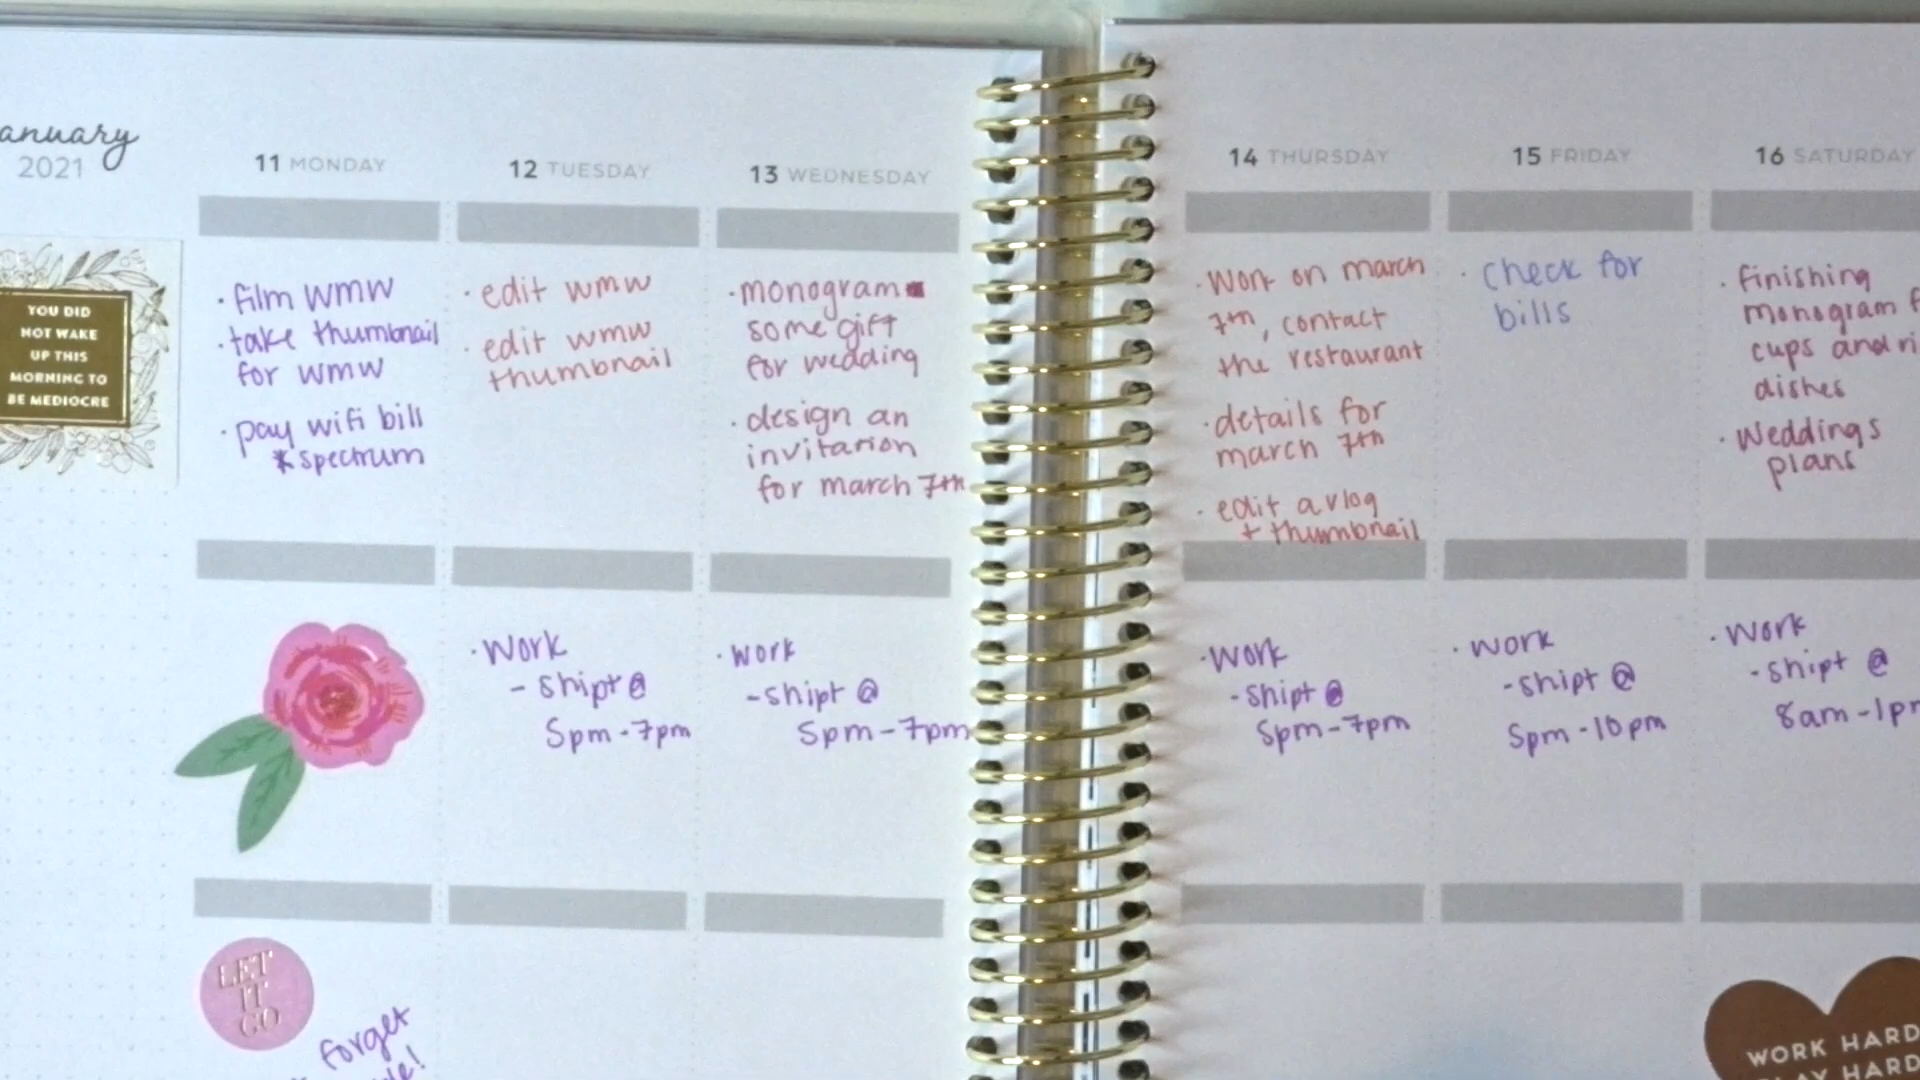 anuary
2021
YOU DID
NOT WAKE
UP THIS
MORNING TO
BE MEDIOCRE
11 MONDAY
· film wmw
· take thumbnail
for wmw
· pay wifi bill
* spectrum
LET
IT
GO
forget
12 TUESDAY
· edit wmw
· edit wmw
thumbnail
· Work
- Shipt @
5pm - 7pm
13 WEDNESDAY
· monogram
some gift
for wedding
· design an
invitation
for march 7th
· work
- Shipt @
5pm - 7pm
14 THURSDAY
· Work on march
7th, contact
the restaurant
· details for
march 7th
· edit a vlog
+ thumbnail
· Work
- Shipt @
5pm - 7pm
15 FRIDAY
· check for
bills
· work
- Shipt @
5pm - 10pm
16 SATURDAY
· finishing
monogram f
cups and ri
dishes
· Weddings
plans
· Work
- Shipt @
8am - 1pm
WORK HARD
LAY HARD